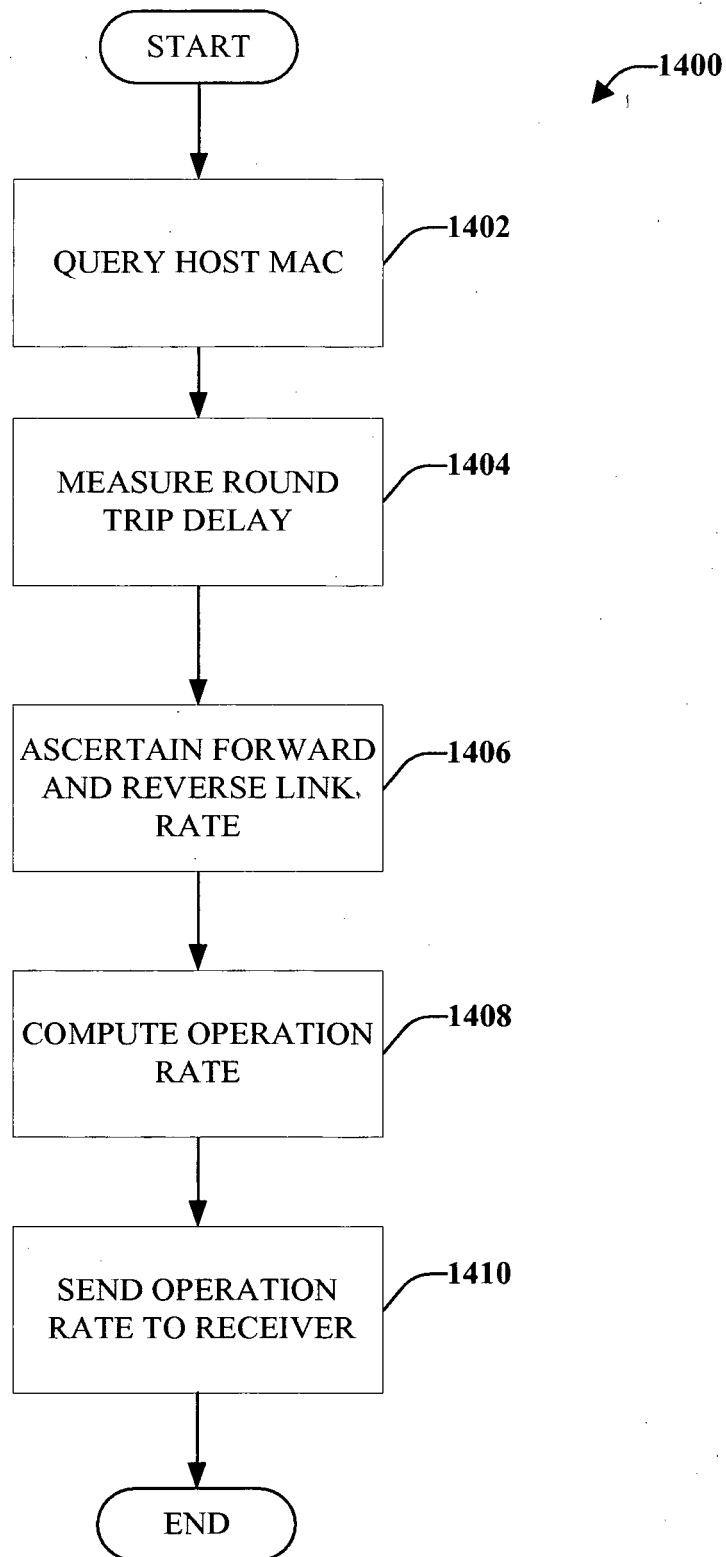 START
1400
QUERY HOST MAC
1402
MEASURE ROUND
TRIP DELAY
1404
ASCERTAIN FORWARD
AND REVERSE LINK
RATE
1406
COMPUTE OPERATION
RATE
1408
SEND OPERATION
RATE TO RECEIVER
1410
END